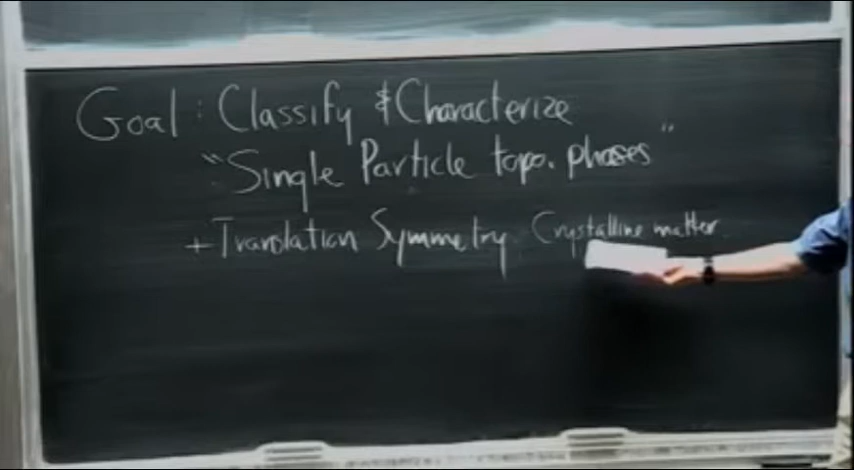 Goal : Classify & Characterize
"Single Particle topo. phases"
+ Translation Symmetry Crystalline matter.